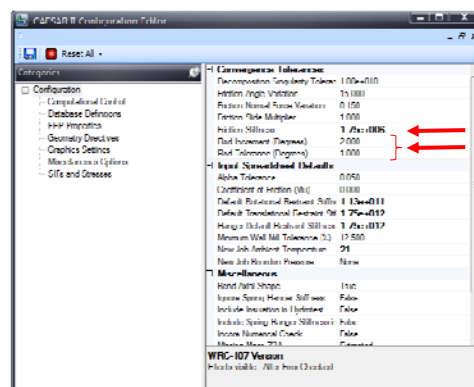 CAESAR II Configuration Editor
Reset All
Categories
Configuration
Computational Control
Database Definitions
FRP Properties
Geometry Directives
Graphics Settings
Miscellaneous Options
SIFs and Stresses
Convergence Tolerances
Decomposition Singularity Toleran 1.00e+010
Friction Angle Variation 15.000
Friction Normal Force Variation 0.150
Friction Slide Multiplier 1.000
Friction Stiffness 1.75e+006
Rod Increment (Degrees) 2.000
Rod Tolerance (Degrees) 1.000
Input Spreadsheet Defaults
Alpha Tolerance 0.050
Coefficient of Friction (Mu) 0.000
Default Rotational Restraint Stiffn 1.13e+011
Default Translational Restraint Stif 1.75e+012
Hanger Default Restraint Stiffness 1.75e+012
Minimum Wall Mill Tolerance (%) 12.500
New Job Ambient Temperature 21
New Job Bourdon Pressure None
Miscellaneous
Bend Axial Shape True
Ignore Spring Hanger Stiffness False
Include Insulation in Hydrotest False
Include Spring Hanger Stiffness in False
Incore Numerical Check False
Missing Mass ZPA Extracted
WRC-107 Version